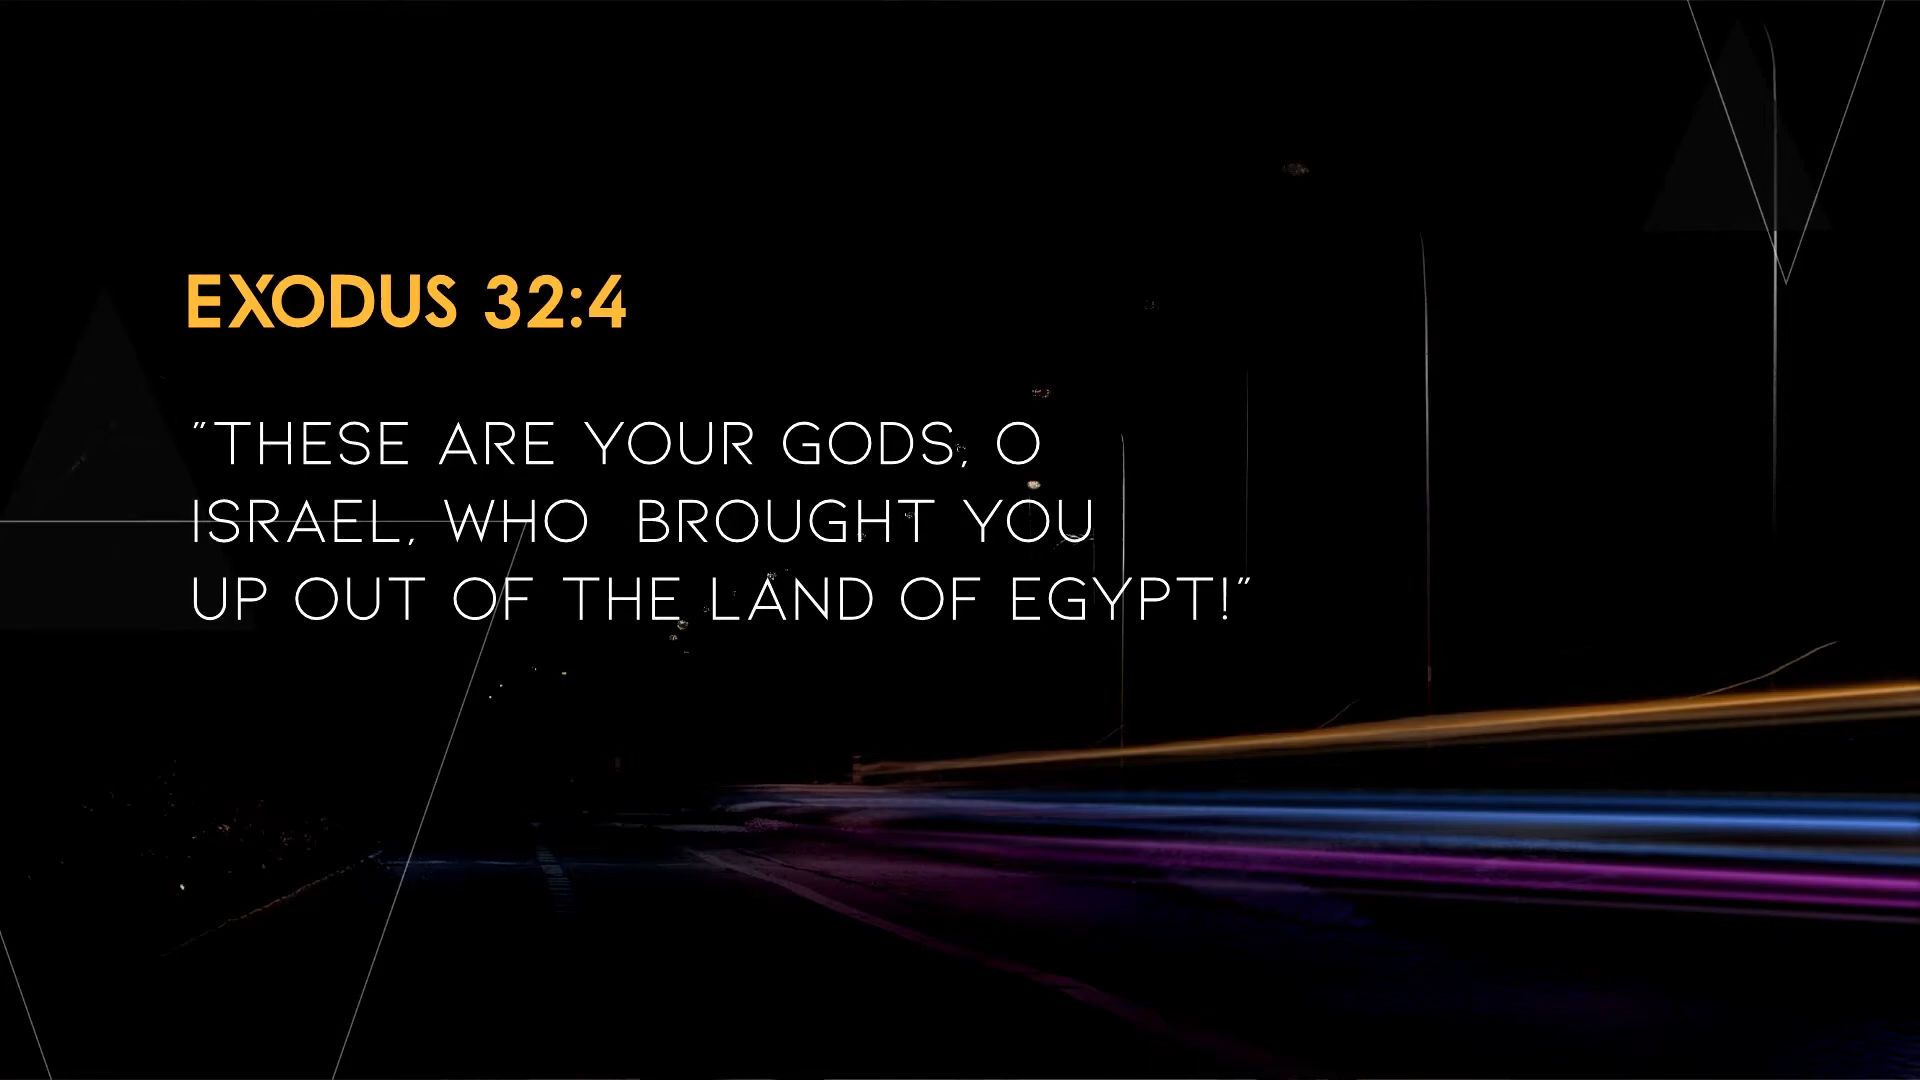 EXODUS 32:4
"THESE ARE YOUR GODS, O
ISRAEL, WHO  BROUGHT YOU
UP OUT OF THE LAND OF EGYPT!"